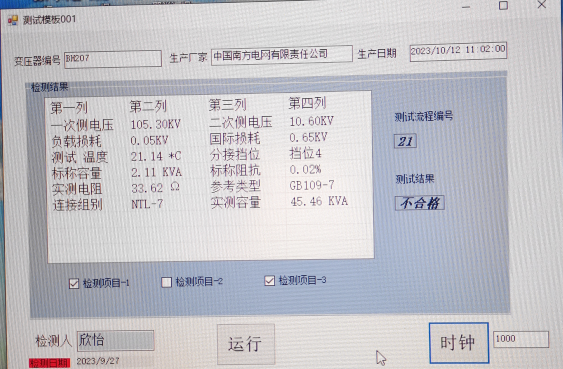 测试模板001
变压器编号 BH207 生产厂家 中国南方电网有限责任公司 生产日期 2023/10/12 11:02:00
检测结果
第一列 第二列 第三列 第四列
一次侧电压 105.30KV 二次侧电压 10.60KV
负载损耗 0.05KV 国际损耗 0.65KV
测试 温度 21.14 *C 分接挡位 挡位4
标称容量 2.11 KVA 标称阻抗 0.02%
实测电阻 33.62 Ω 参考类型 GB109-7
连接组别 NTL-7 实测容量 45.46 KVA
测试流程编号
21
测试结果
不合格
检测项目-1 检测项目-2 检测项目-3
检测人 欣怡 运行 时钟 1000
检测日期 2023/9/27